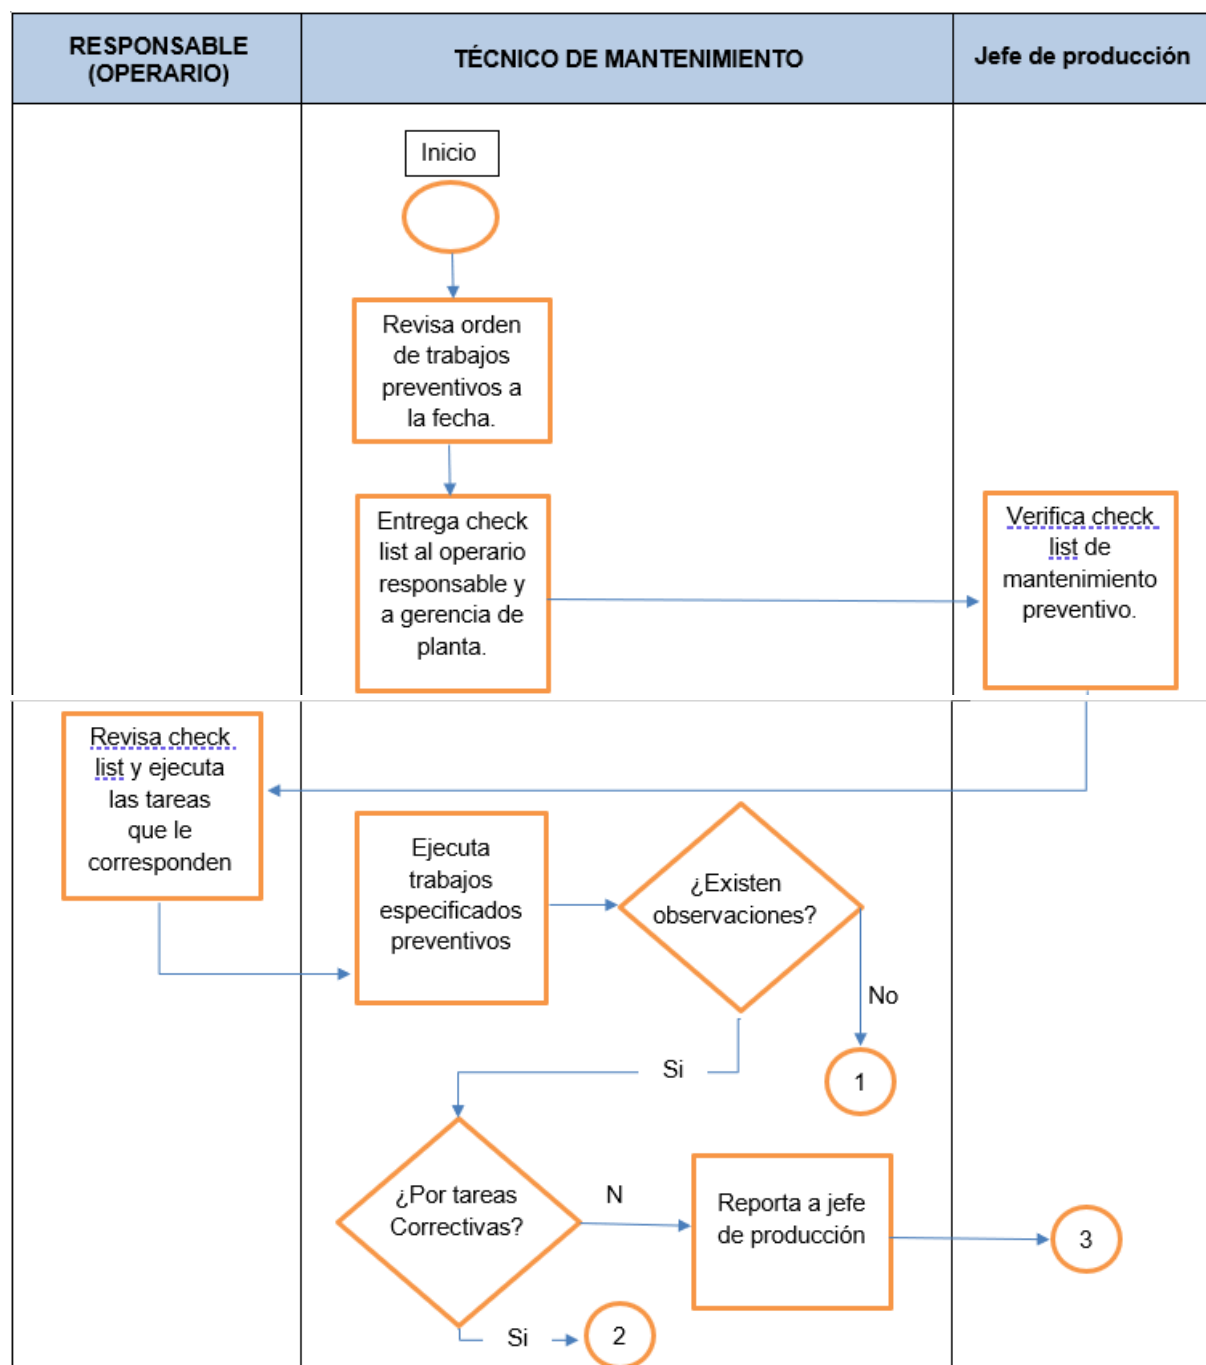 RESPONSABLE
(OPERARIO)
TÉCNICO DE MANTENIMIENTO
Jefe de producción
Inicio
Revisa orden
de trabajos
preventivos a
la fecha.
Entrega check
list al operario
responsable y
a gerencia de
planta.
Verifica check
list de
mantenimiento
preventivo.
Revisa check
list y ejecuta
las tareas
que le
corresponden
Ejecuta
trabajos
especificados
preventivos
¿Existen
observaciones?
No
1
Si
¿Por tareas
Correctivas?
N
Reporta a jefe
de producción
3
Si
2